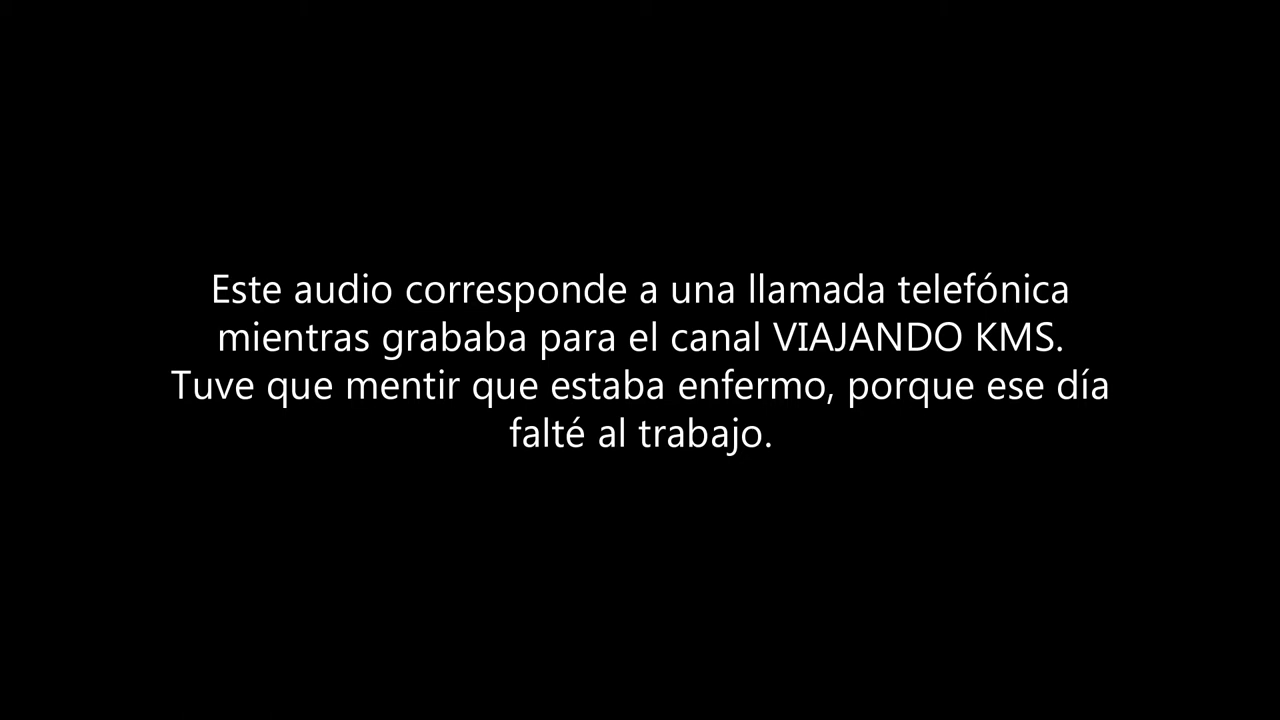 Este audio corresponde a una llamada telefónica
mientras grababa para el canal VIAJANDO KMS.
Tuve que mentir que estaba enfermo, porque ese día
falté al trabajo.